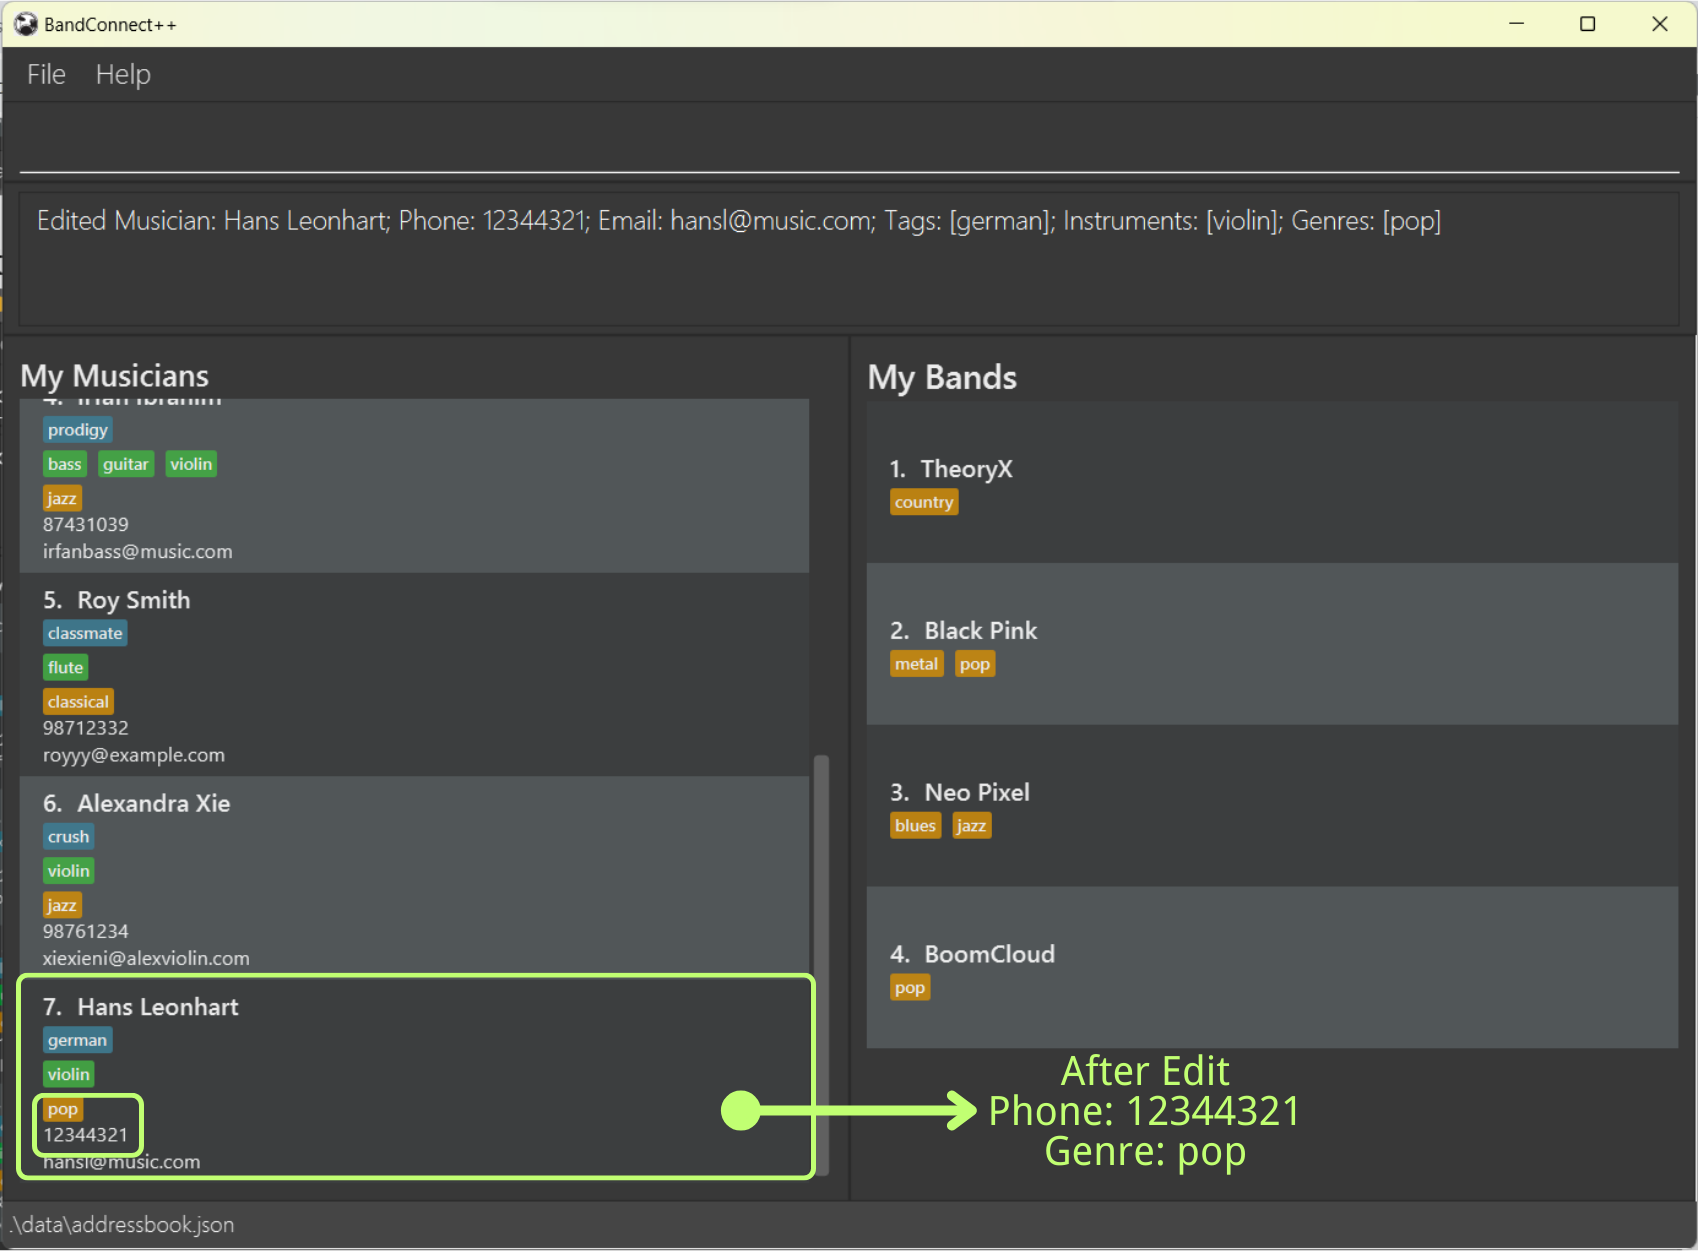 BandConnect++
File Help
Edited Musician: Hans Leonhart; Phone: 12344321; Email: hansl@music.com; Tags: [german]; Instruments: [violin]; Genres: [pop]
My Musicians
4. Irfan Ibrahim
prodigy
bass guitar violin
jazz
87431039
irfanbass@music.com
5. Roy Smith
classmate
flute
classical
98712332
royyy@example.com
6. Alexandra Xie
crush
violin
jazz
98761234
xiexieni@alexviolin.com
7. Hans Leonhart
german
violin
pop
12344321
hansl@music.com
My Bands
1. TheoryX
country
2. Black Pink
metal pop
3. Neo Pixel
blues jazz
4. BoomCloud
pop
After Edit
Phone: 12344321
Genre: pop
.\data\addressbook.json